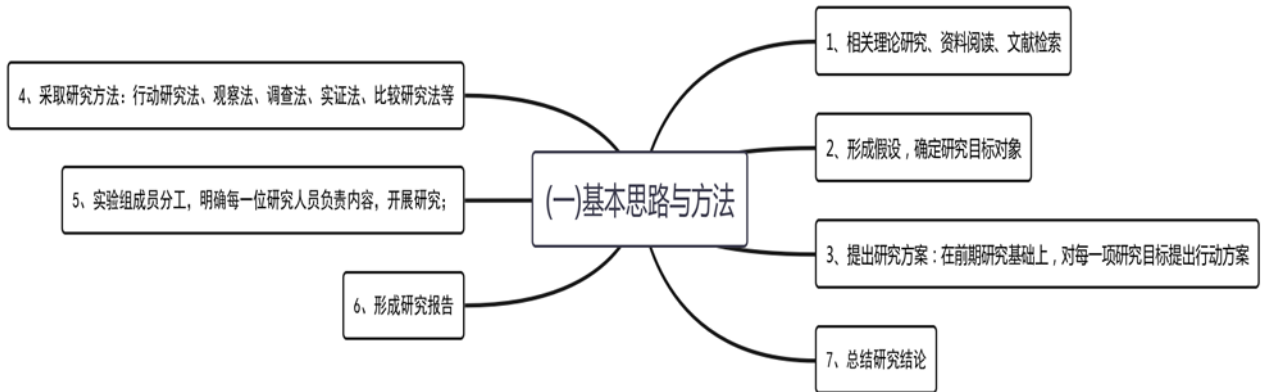 (一)基本思路与方法
1、相关理论研究、资料阅读、文献检索
2、形成假设，确定研究目标对象
3、提出研究方案：在前期研究基础上，对每一项研究目标提出行动方案
4、采取研究方法：行动研究法、观察法、调查法、实证法、比较研究法等
5、实验组成员分工，明确每一位研究人员负责内容，开展研究；
6、形成研究报告
7、总结研究结论